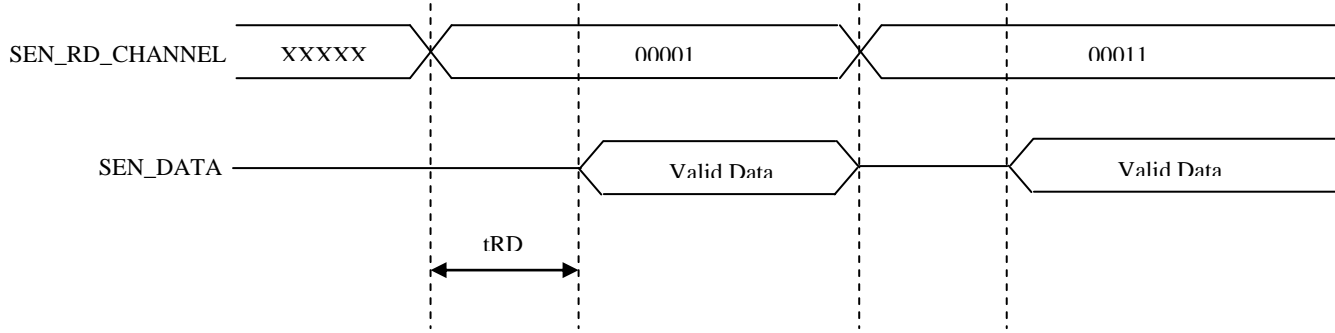 SEN_RD_CHANNEL XXXXX 00001 00011
SEN_DATA Valid Data Valid Data
tRD